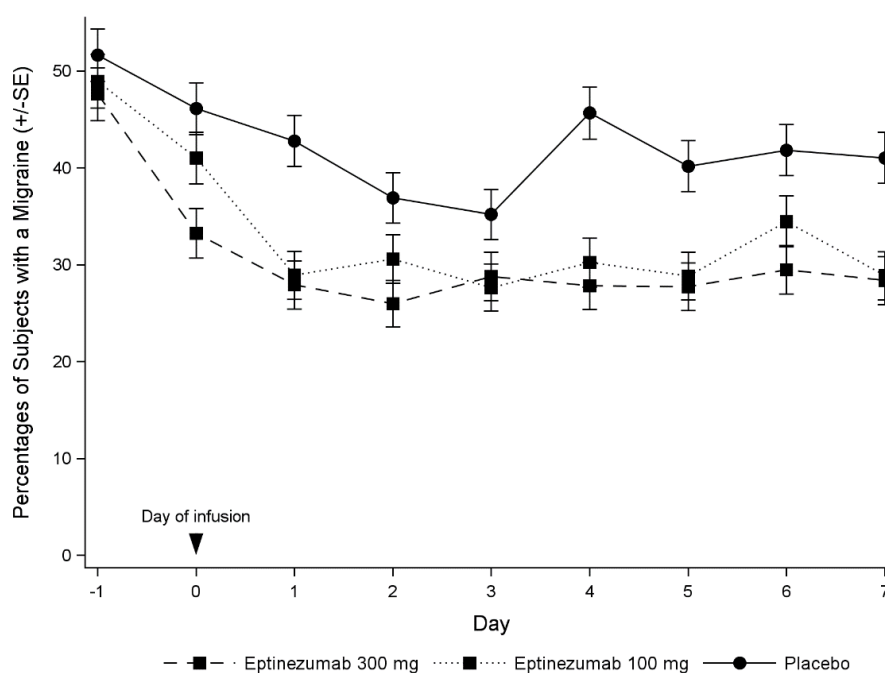 Percentages of Subjects with a Migraine (+/-SE)
50
40
30
20
10
0
Day of infusion
-1 0 1 2 3 4 5 6 7
Day
Eptinezumab 300 mg Eptinezumab 100 mg Placebo